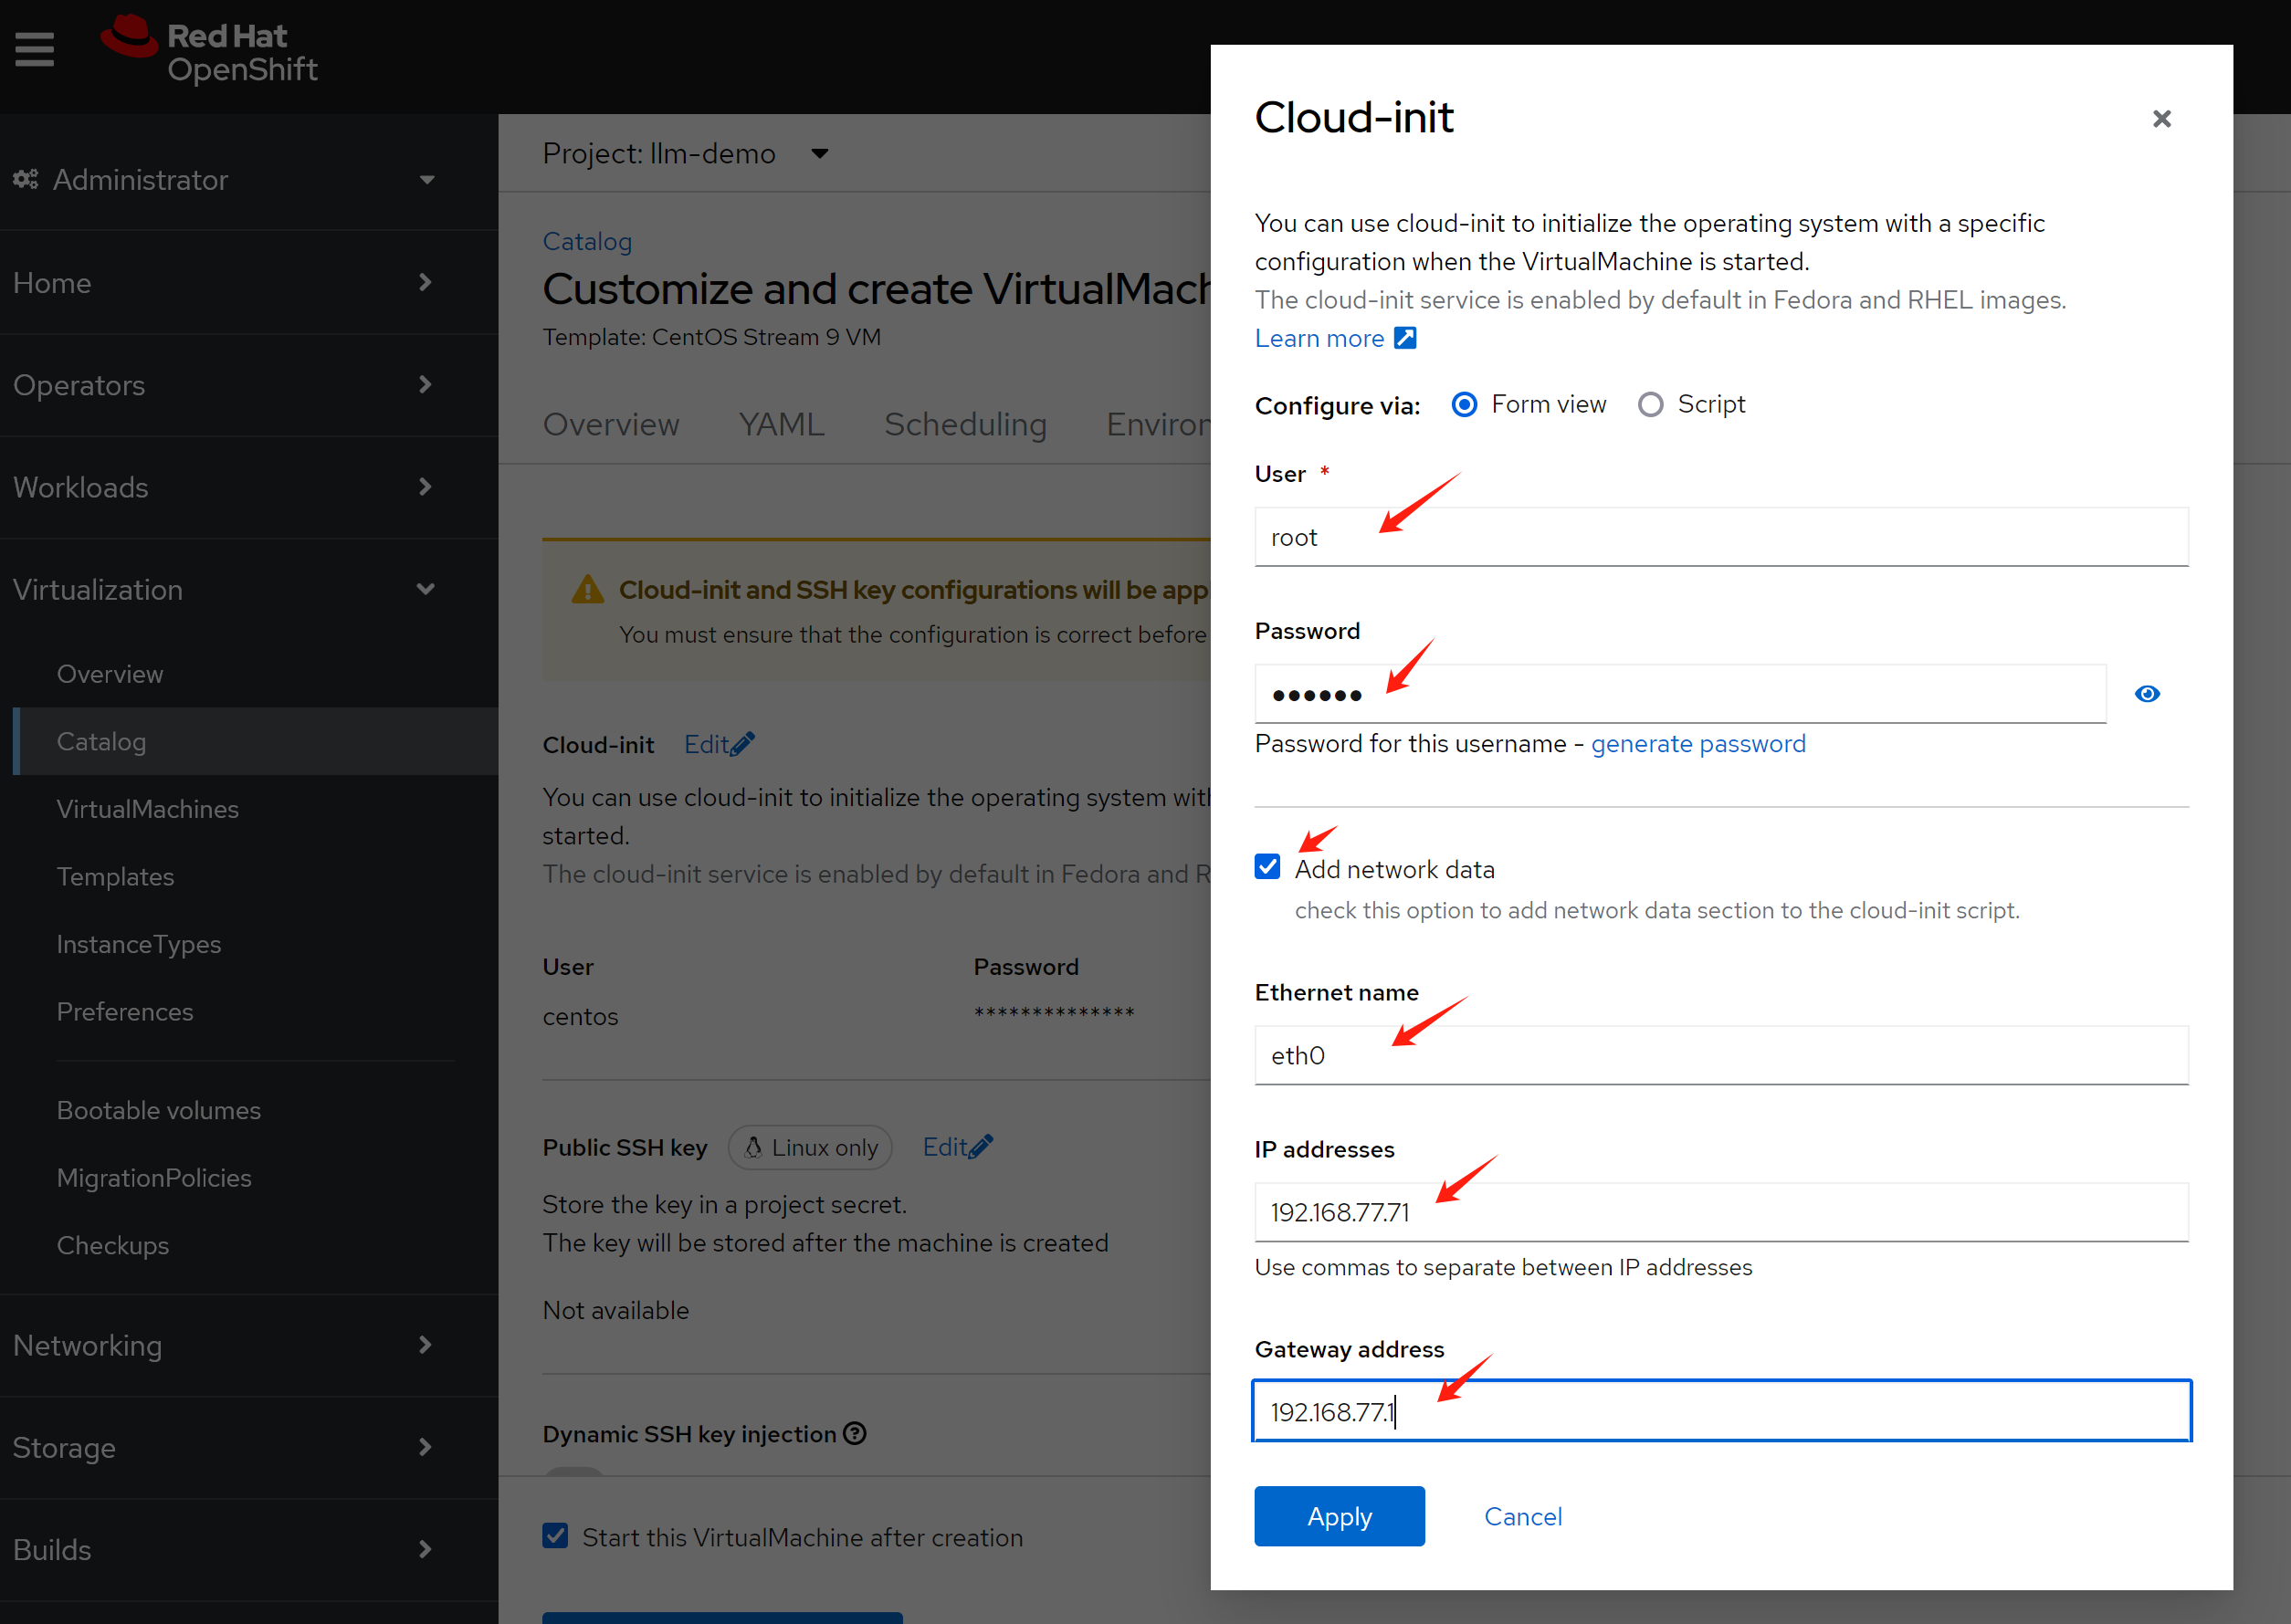 Red Hat
OpenShift
Administrator
Home
Operators
Workloads
Virtualization
Overview
Catalog
VirtualMachines
Templates
InstanceTypes
Preferences
Bootable volumes
MigrationPolicies
Checkups
Networking
Storage
Builds
Project: llm-demo
Catalog
Customize and create VirtualMach
Template: CentOS Stream 9 VM
Overview YAML Scheduling Environ
Cloud-init and SSH key configurations will be app
You must ensure that the configuration is correct before
Cloud-init Edit
You can use cloud-init to initialize the operating system with
started.
The cloud-init service is enabled by default in Fedora and R
User Password
centos **************
Public SSH key Linux only Edit
Store the key in a project secret.
The key will be stored after the machine is created
Not available
Dynamic SSH key injection
Start this VirtualMachine after creation
Cloud-init
You can use cloud-init to initialize the operating system with a specific
configuration when the VirtualMachine is started.
The cloud-init service is enabled by default in Fedora and RHEL images.
Learn more
Configure via: Form view Script
User *
root
Password
●●●●●●
Password for this username - generate password
Add network data
check this option to add network data section to the cloud-init script.
Ethernet name
eth0
IP addresses
192.168.77.71
Use commas to separate between IP addresses
Gateway address
192.168.77.1
Apply Cancel